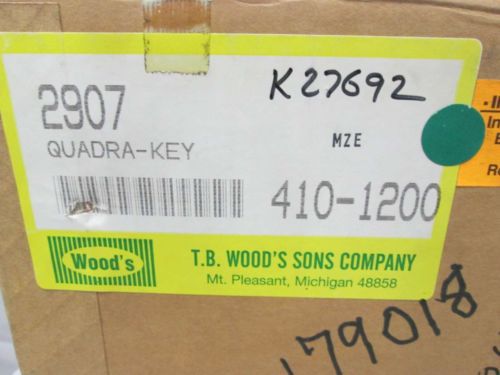 2907
K27692
QUADRA-KEY
MZE
410-1200
Wood's
T.B. WOOD'S SONS COMPANY
Mt. Pleasant, Michigan 48858
179018